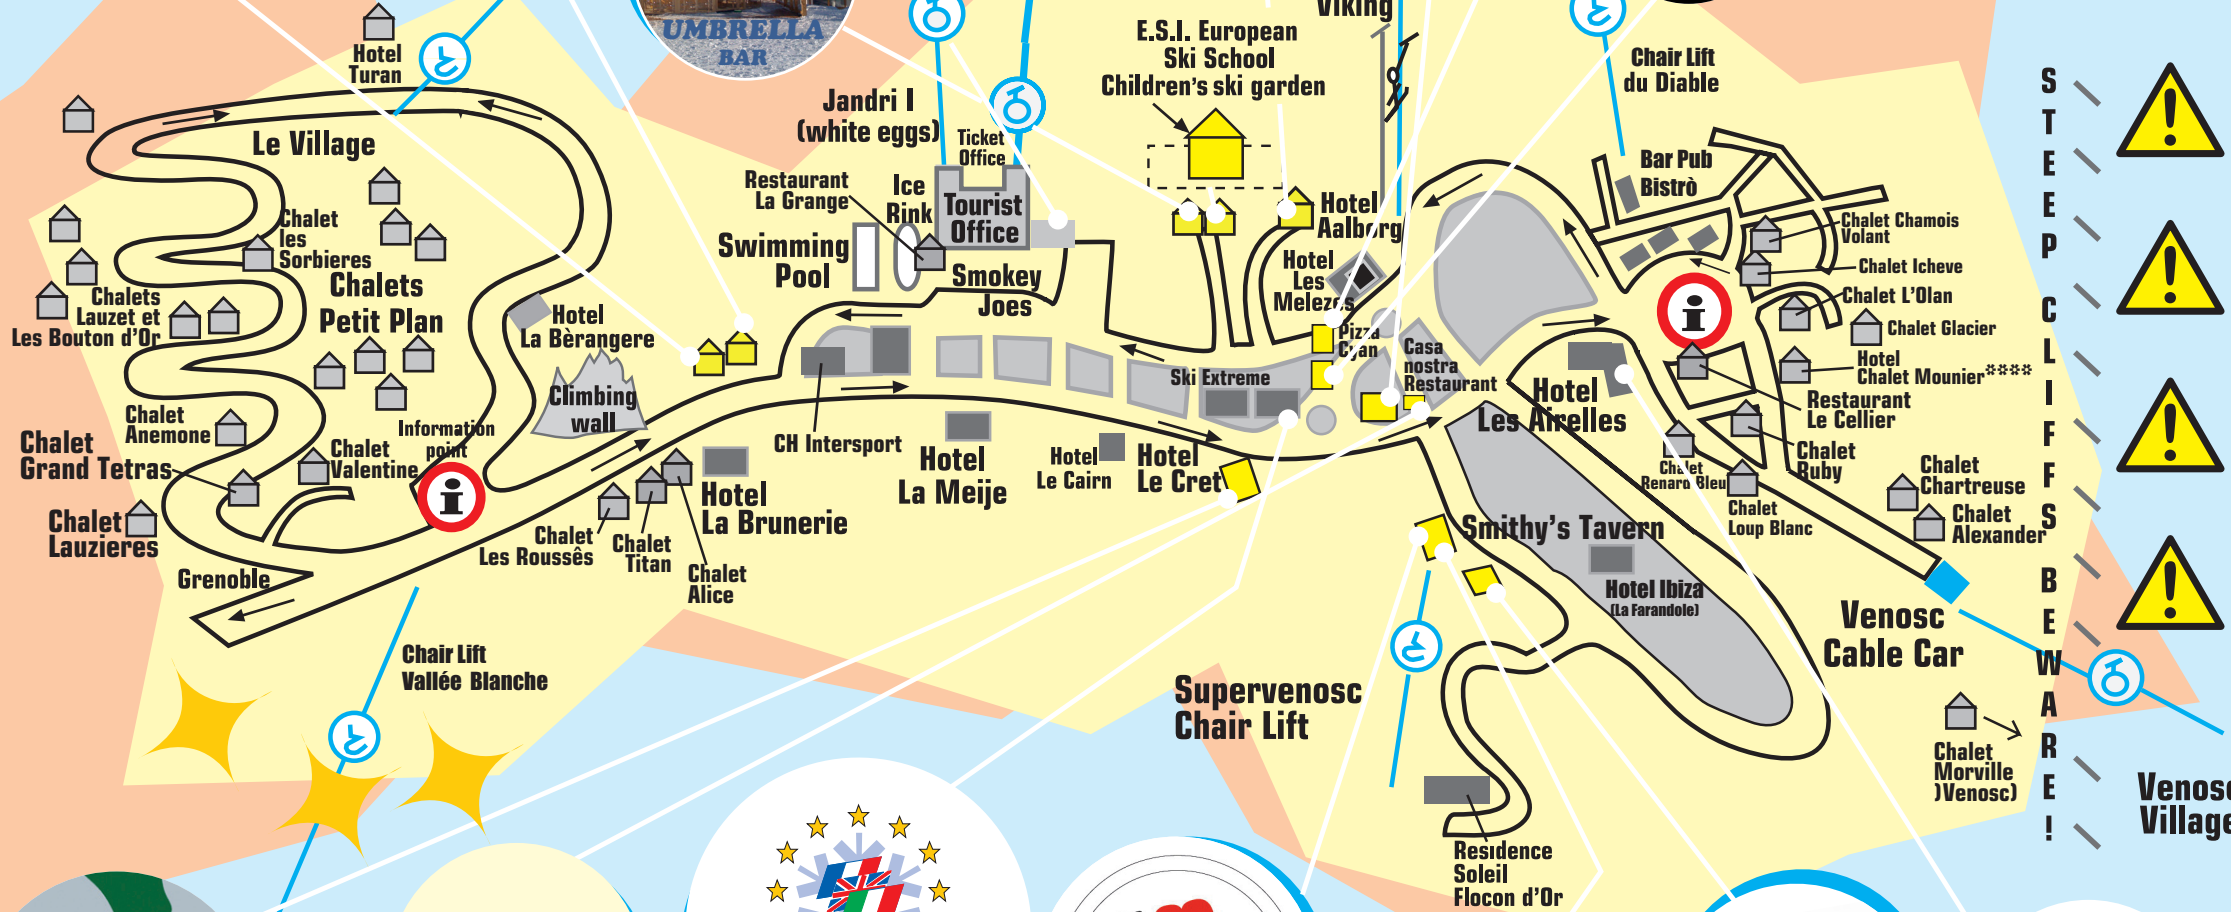 UMBRELLA
BAR
Viking
E.S.I. European
Ski School
Children's ski garden
Chair Lift
du Diable
Hotel
Turan
Jandri I
(white eggs)
Ticket
Office
Le Village
Restaurant
La Grange
Ice
Rink
Tourist
Office
Swimming
Pool
Smokey
Joes
Hotel
Aalborg
Hotel
Les
Melezes
Bar Pub
Bistrò
Chalet Chamois
Volant
Chalet Icheve
Chalet L'Olan
Chalet Glacier
Hotel
Chalet Mounier****
Restaurant
Le Cellier
Chalet
Ruby
Chalet
Renard Bleu
Chalet
Loup Blanc
Chalet
Chartreuse
Chalet
Alexander
Chalet
les
Sorbieres
Chalets
Petit Plan
Chalets
Lauzet et
Les Bouton d'Or
Hotel
La Bèrangere
Climbing
wall
Chalet
Anemone
Chalet
Grand Tetras
Chalet
Valentine
Information
point
Chalet
Lauzieres
Grenoble
CH Intersport
Hotel
La Meije
Hotel
La Brunerie
Chalet
Les Roussês
Chalet
Titan
Chalet
Alice
Hotel
Le Cairn
Hotel
Le Cret
Ski Extreme
Pizza
Cyan
Casa
nostra
Restaurant
Hotel
Les Airelles
Smithy's Tavern
Hotel Ibiza
(La Farandole)
Venosc
Cable Car
Chair Lift
Vallée Blanche
Supervenosc
Chair Lift
Residence
Soleil
Flocon d'Or
Chalet
Morville
)Venosc)
Venosc
Village
STEEP CLIFFS BEWARE!